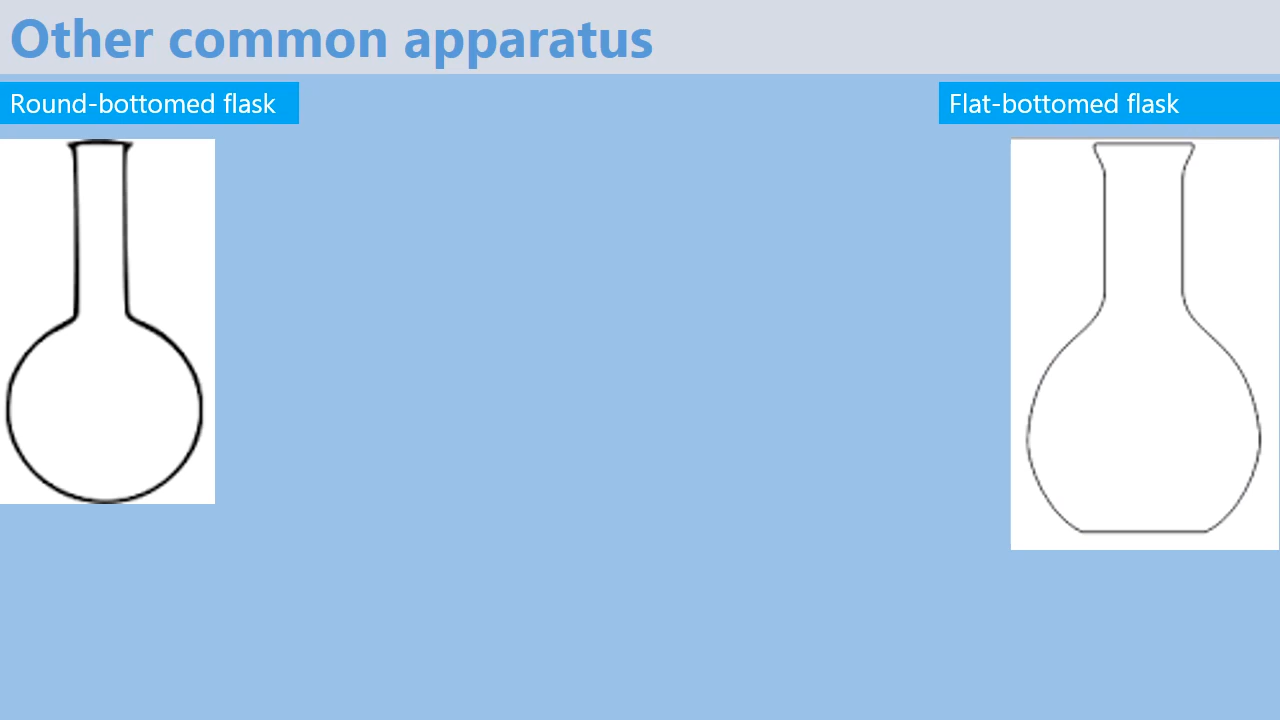 Other common apparatus
Round-bottomed flask
Flat-bottomed flask